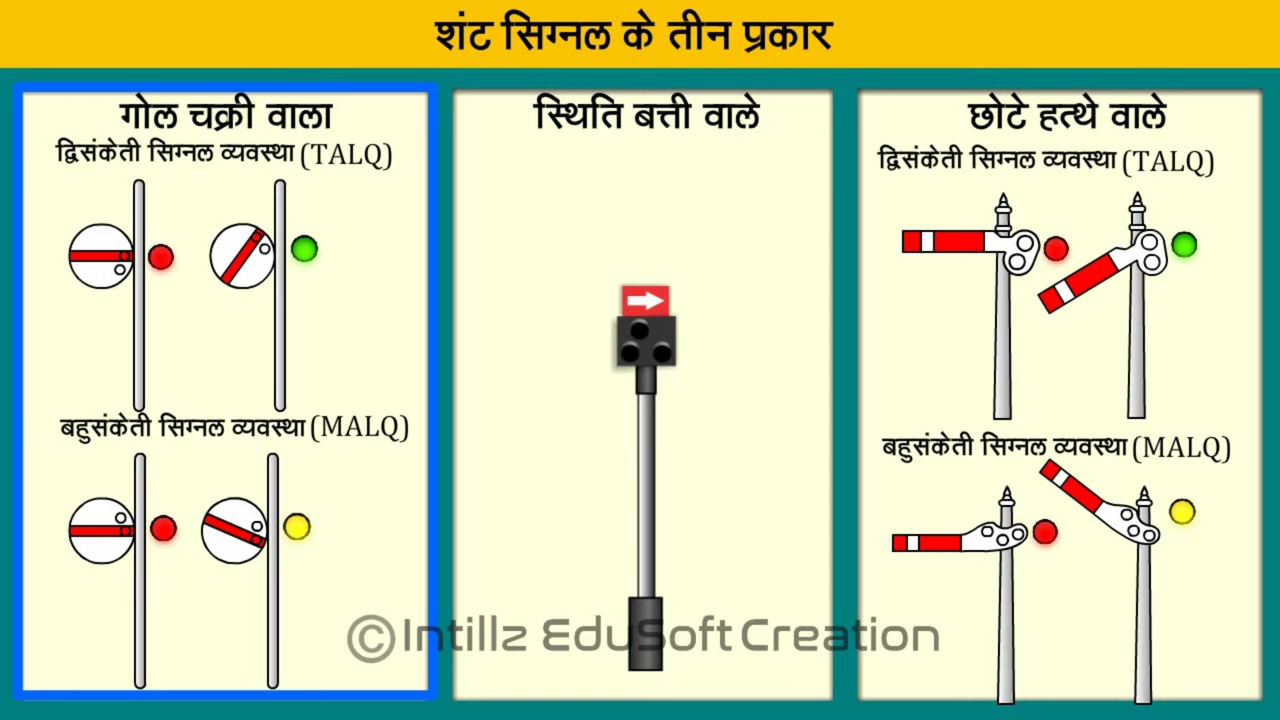 शंट सिग्नल के तीन प्रकार
गोल चक्री वाला
द्विसंकेती सिग्नल व्यवस्था (TALQ)
बहुसंकेती सिग्नल व्यवस्था (MALQ)
स्थिति बत्ती वाले
छोटे हत्थे वाले
द्विसंकेती सिग्नल व्यवस्था (TALQ)
बहुसंकेती सिग्नल व्यवस्था (MALQ)
© Intillz EduSoft Creation